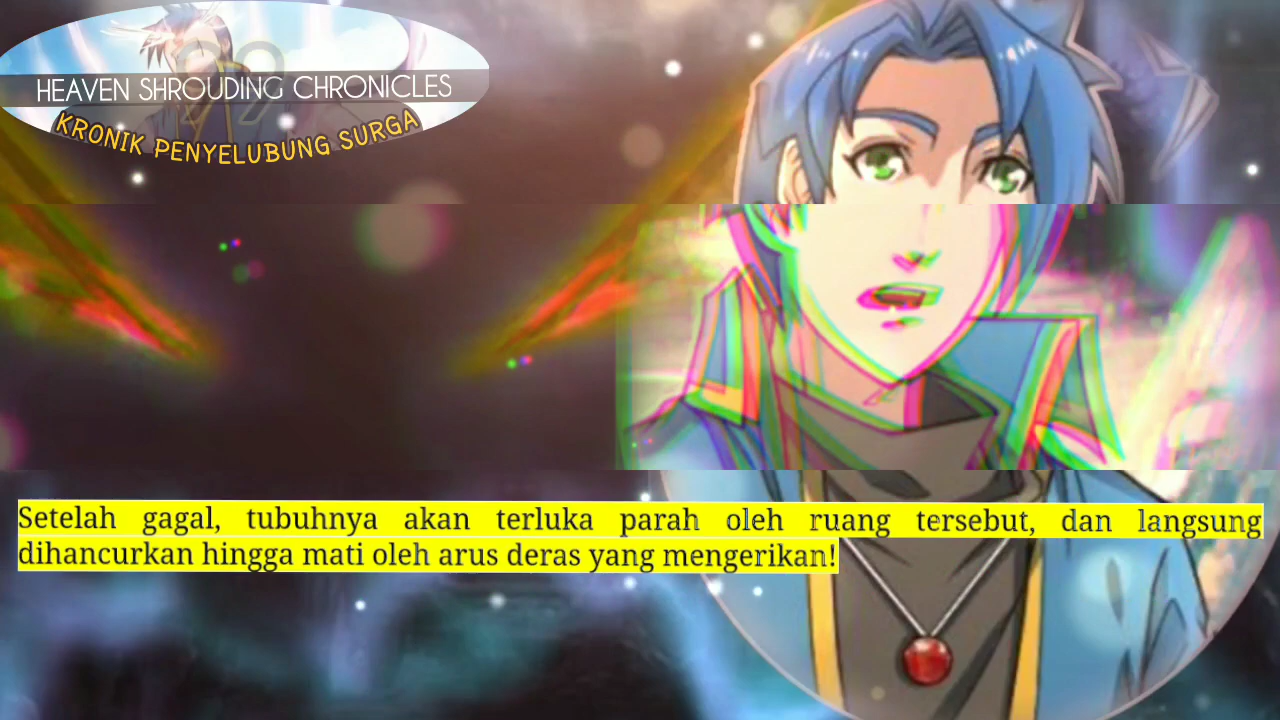 HEAVEN SHROUDING CHRONICLES
KRONIK PENYELUBUNG SURGA
Setelah gagal, tubuhnya akan terluka parah oleh ruang tersebut, dan langsung
dihancurkan hingga mati oleh arus deras yang mengerikan!